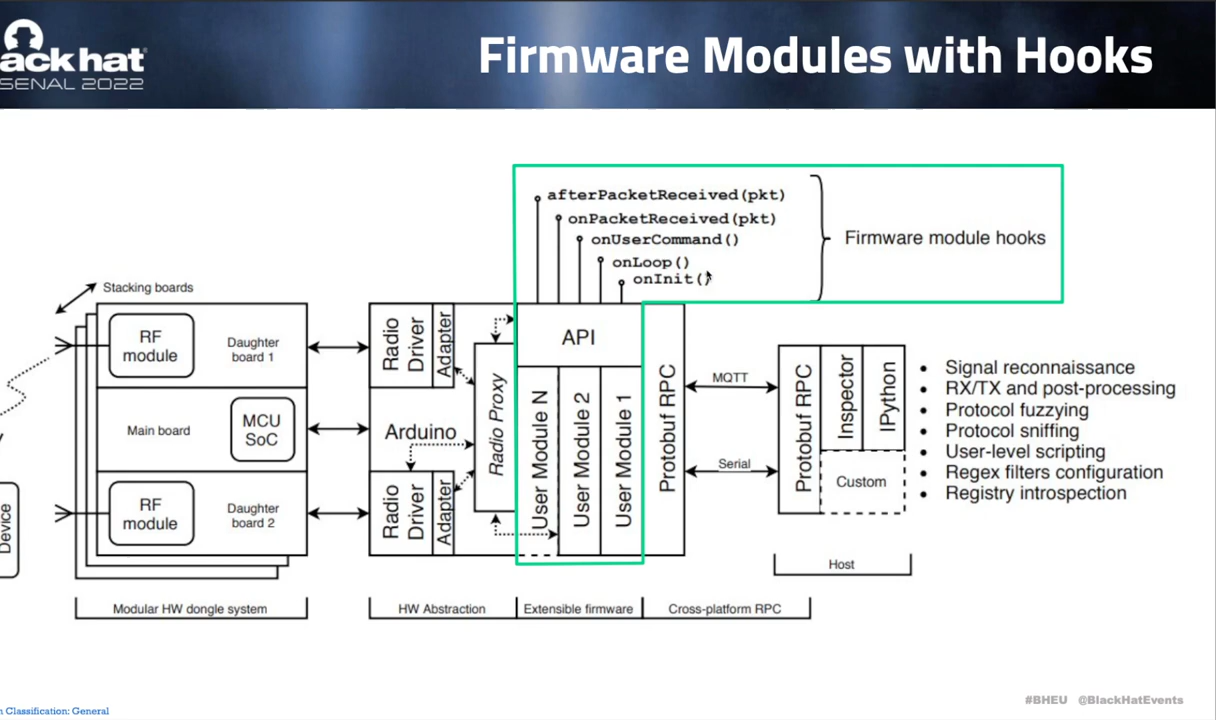 ack hat
SENAL 2022
Firmware Modules with Hooks
afterPacketReceived(pkt)
onPacketReceived(pkt)
onUserCommand()
onLoop()
onInit()
Firmware module hooks
Stacking boards
RF
module
Daughter
board 1
Main board
MCU
SoC
RF
module
Daughter
board 2
Device
Radio
Driver
Adapter
Arduino
Radio
Driver
Adapter
Radio Proxy
API
User Module N
User Module 2
User Module 1
Protobuf RPC
MQTT
Serial
Protobuf RPC
Inspector
IPython
Custom
• Signal reconnaissance
• RX/TX and post-processing
• Protocol fuzzying
• Protocol sniffing
• User-level scripting
• Regex filters configuration
• Registry introspection
Host
Modular HW dongle system
HW Abstraction
Extensible firmware
Cross-platform RPC
#BHEU @BlackHatEvents
n Classification: General